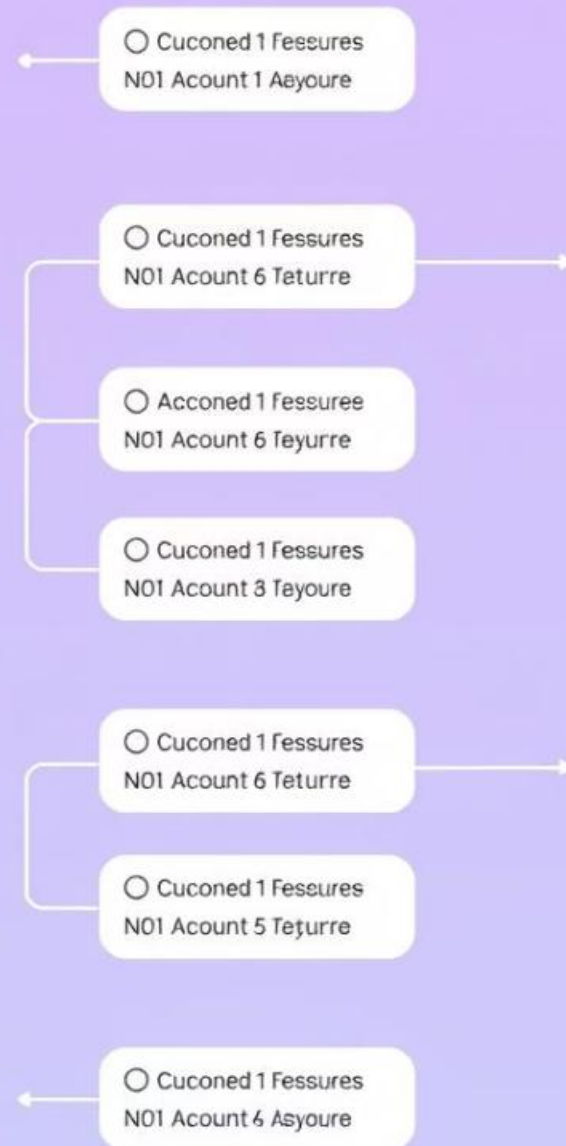 Cuconed 1 Fessures
N01 Acount 1 Aayoure
Cuconed 1 Fessures
N01 Acount 6 Taturre
Acconed 1 Fessuree
N01 Acount 6 Teyurre
Cuconed 1 Fessures
N01 Acount 3 Tayoure
Cuconed 1 Fessures
N01 Acount 6 Teturre
Cuconed 1 Fessures
N01 Acount 5 Teturre
Cuconed 1 Fessures
N01 Acount 6 Asyoure